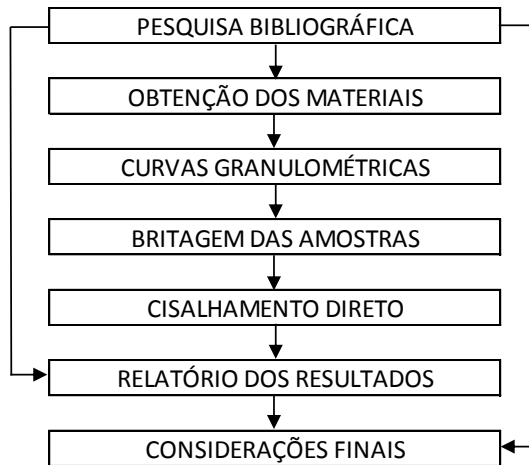 PESQUISA BIBLIOGRÁFICA
OBTENÇÃO DOS MATERIAIS
CURVAS GRANULOMÉTRICAS
BRITAGEM DAS AMOSTRAS
CISALHAMENTO DIRETO
RELATÓRIO DOS RESULTADOS
CONSIDERAÇÕES FINAIS